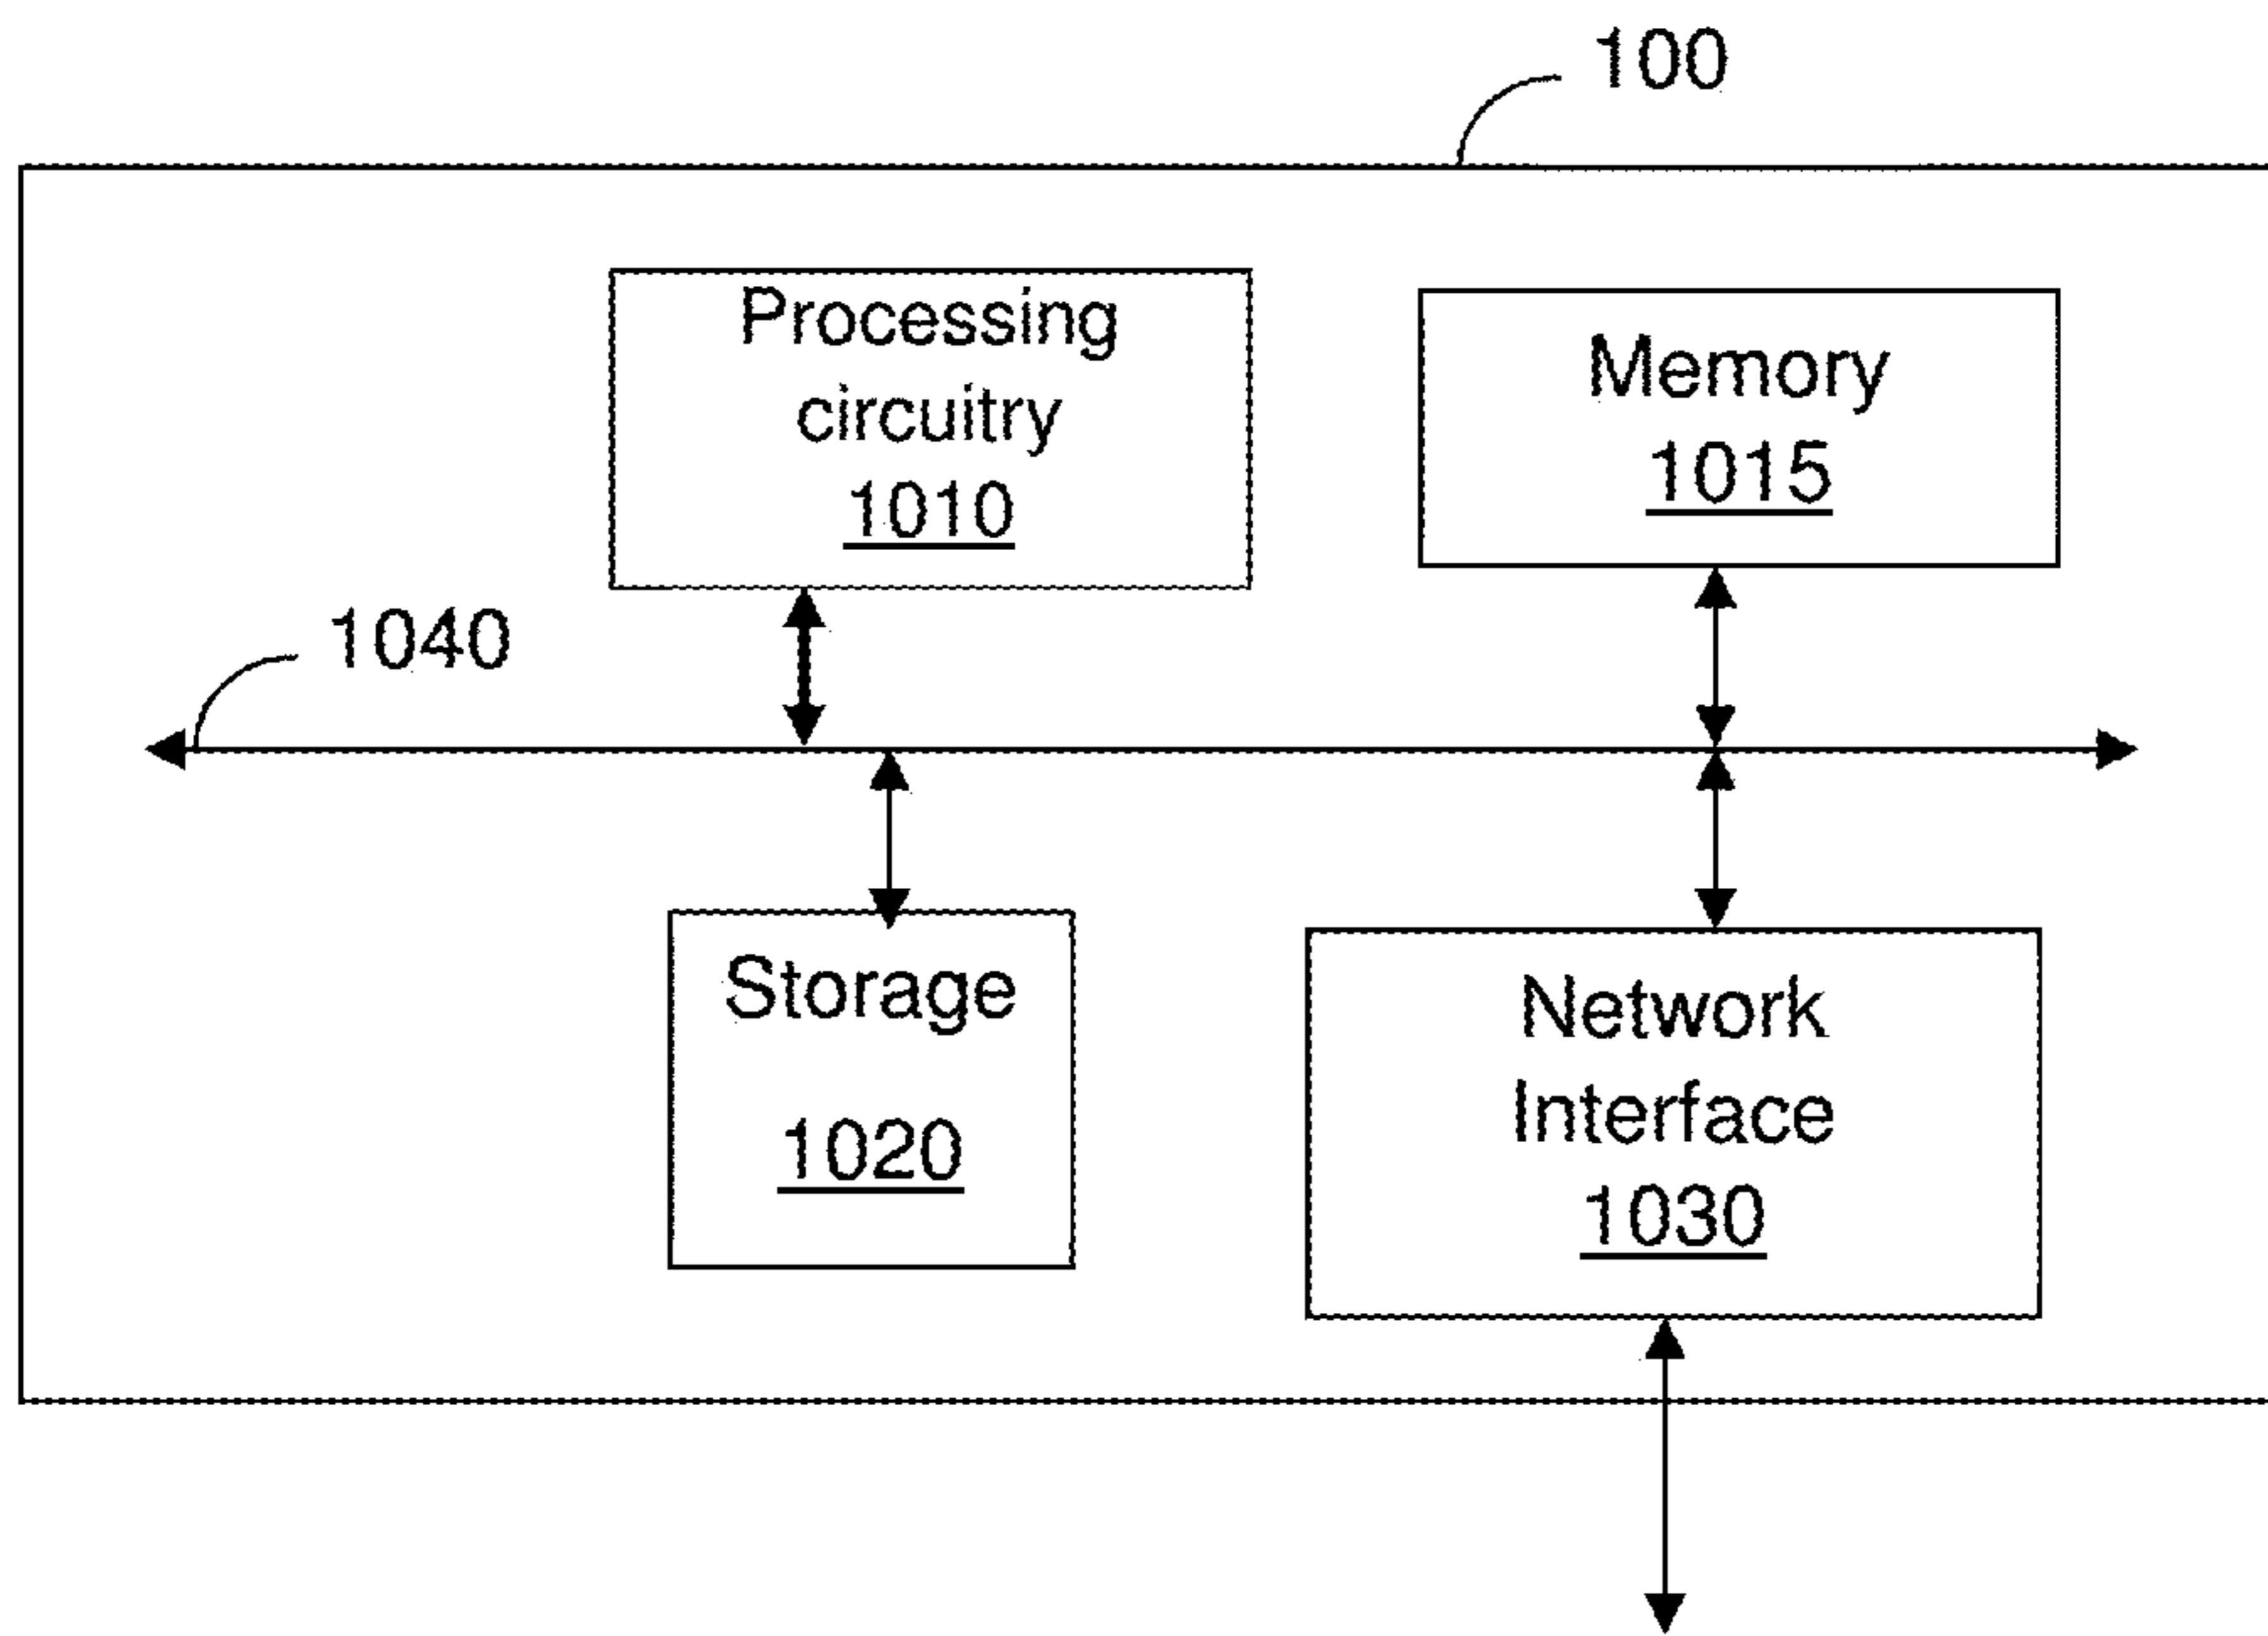 100
Processing
circuitry
1010
Memory
1015
1040
Storage
1020
Network
Interface
1030